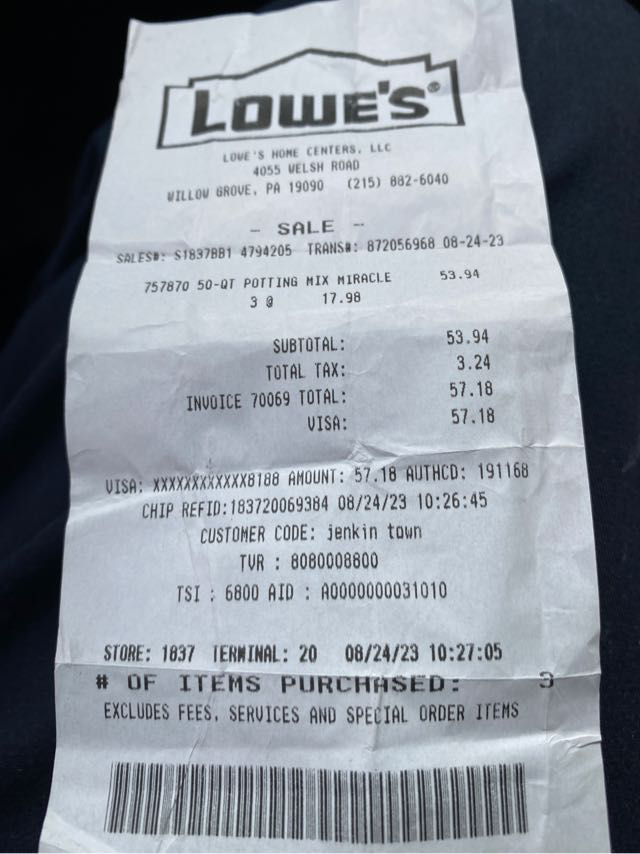 LOWE'S®
LOWE'S HOME CENTERS, LLC
4055 WELSH ROAD
WILLOW GROVE, PA 19090 (215) 882-6040
- SALE -
SALES#: S1837BB1 4794205 TRANS#: 872056968 08-24-23
757870 50-QT POTTING MIX MIRACLE 53.94
3 @ 17.98
SUBTOTAL: 53.94
TOTAL TAX: 3.24
INVOICE 70069 TOTAL: 57.18
VISA: 57.18
VISA: XXXXXXXXXXXX8188 AMOUNT: 57.18 AUTHCD: 191168
CHIP REFID:183720069384 08/24/23 10:26:45
CUSTOMER CODE: jenkin town
TVR : 8080008800
TSI : 6800 AID : A0000000031010
STORE: 1837 TERMINAL: 20 08/24/23 10:27:05
# OF ITEMS PURCHASED: 3
EXCLUDES FEES, SERVICES AND SPECIAL ORDER ITEMS